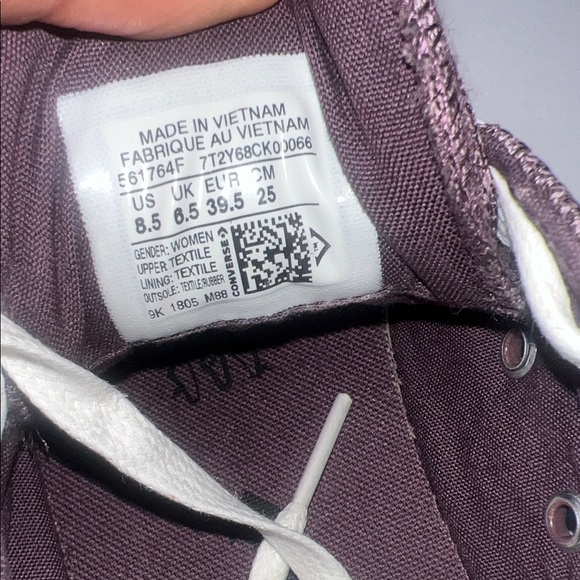 MADE IN VIETNAM
FABRIQUE AU VIETNAM
561764F 7T2Y68CK00066
US UK EUR CM
8.5 6.5 39.5 25
GENDER: WOMEN
UPPER: TEXTILE
LINING: TEXTILE
OUTSOLE: TEXTILE/RUBBER
9K 1805 M88
CONVERSE